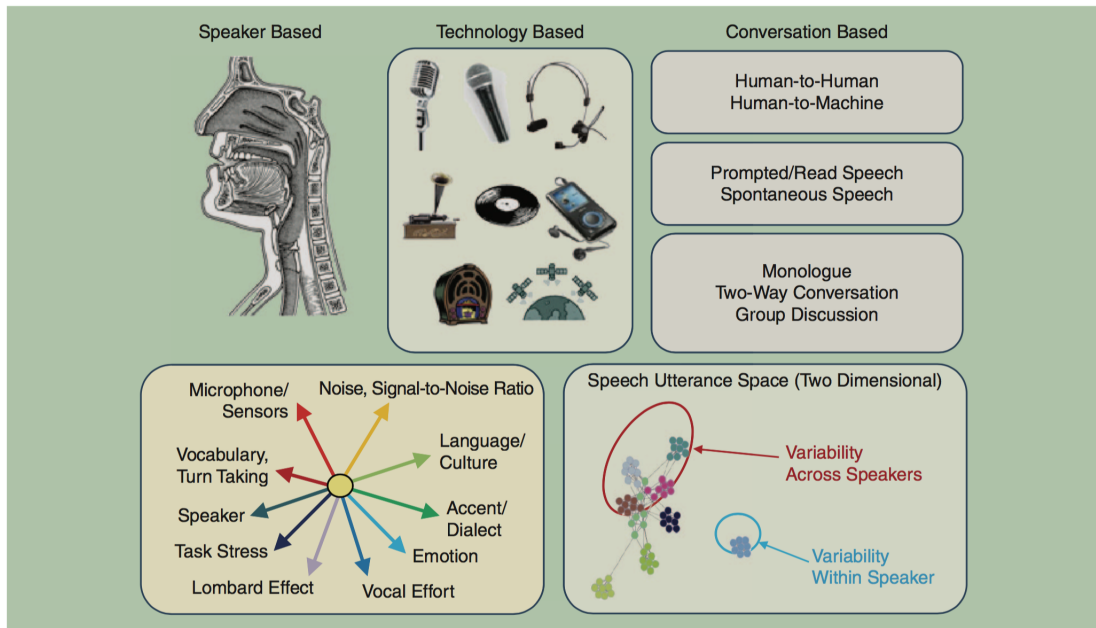 Speaker Based
Technology Based
Conversation Based
Human-to-Human
Human-to-Machine
Prompted/Read Speech
Spontaneous Speech
Monologue
Two-Way Conversation
Group Discussion
Microphone/
Sensors
Noise, Signal-to-Noise Ratio
Language/
Culture
Vocabulary,
Turn Taking
Speaker
Accent/
Dialect
Task Stress
Emotion
Lombard Effect
Vocal Effort
Speech Utterance Space (Two Dimensional)
Variability
Across Speakers
Variability
Within Speaker